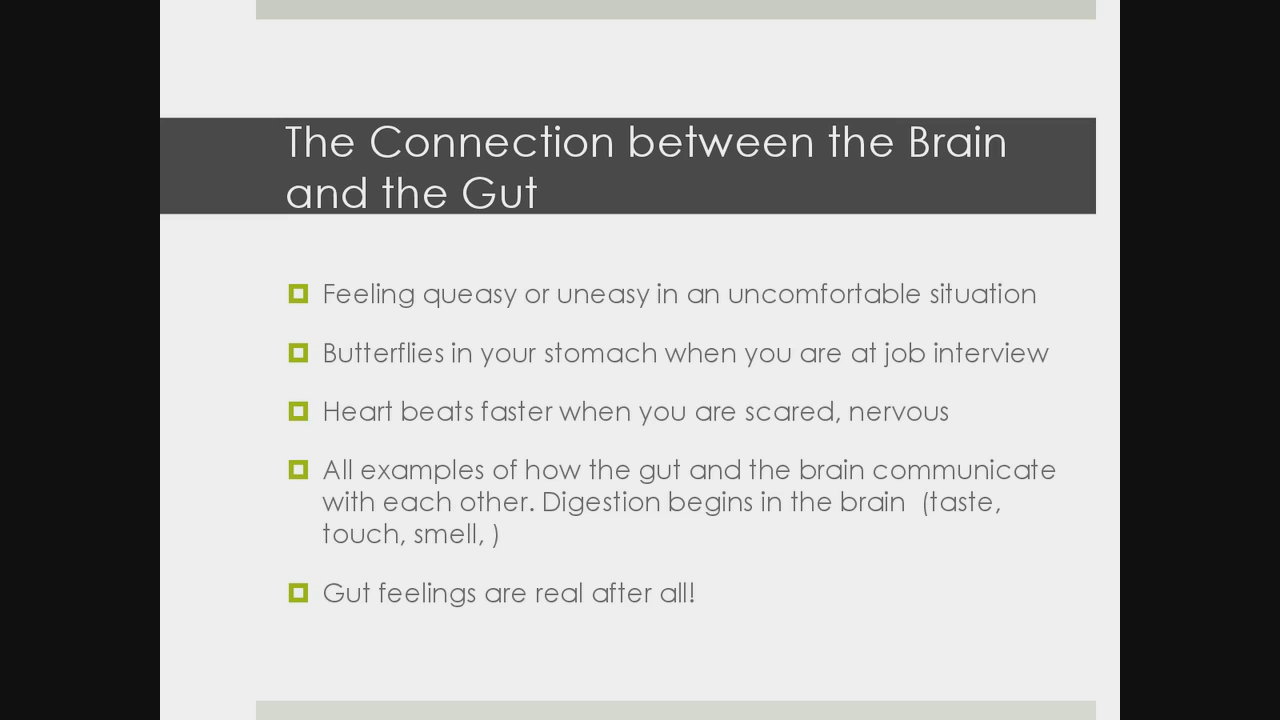 The Connection between the Brain
and the Gut
Feeling queasy or uneasy in an uncomfortable situation
Butterflies in your stomach when you are at job interview
Heart beats faster when you are scared, nervous
All examples of how the gut and the brain communicate
with each other. Digestion begins in the brain  (taste,
touch, smell, )
Gut feelings are real after all!